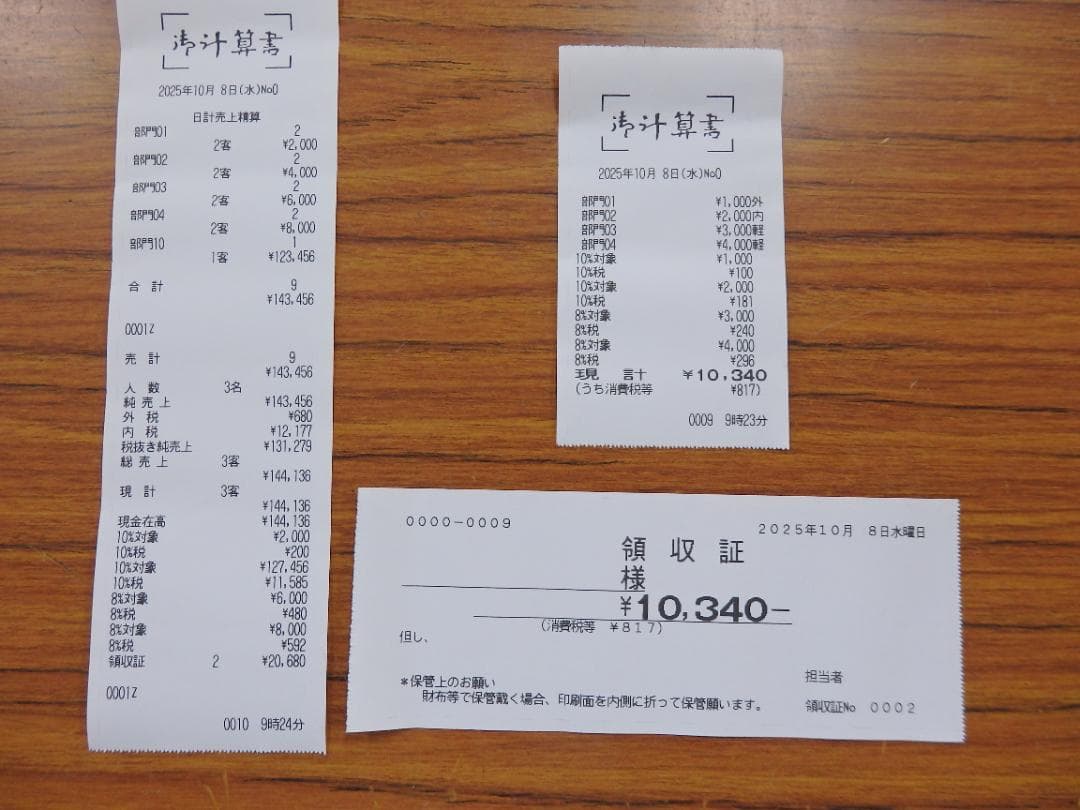 御計算書
2025年10月 8日(水)No0
日計売上精算
部門01 2
2客 ¥2,000
部門02 2
2客 ¥4,000
部門03 2
2客 ¥6,000
部門04 2
2客 ¥8,000
部門10 1
1客 ¥123,456
合 計 9
¥143,456
0001Z
売 計 9
¥143,456
人 数 3名
純 売 上 ¥143,456
外 税 ¥680
内 税 ¥12,177
税抜き純売上 ¥131,279
総 売 上 3客
¥144,136
現 計 3客
¥144,136
現金在高 ¥144,136
10%対象 ¥2,000
10%税 ¥200
10%対象 ¥127,456
10%税 ¥11,585
8%対象 ¥6,000
8%税 ¥480
8%対象 ¥8,000
8%税 ¥592
領収証 2 ¥20,680
0001Z
0010 9時24分
御計算書
2025年10月 8日(水)No0
部門01 ¥1,000外
部門02 ¥2,000内
部門03 ¥3,000軽
部門04 ¥4,000軽
10%対象 ¥1,000
10%税 ¥100
10%対象 ¥2,000
10%税 ¥181
8%対象 ¥3,000
8%税 ¥240
8%対象 ¥4,000
8%税 ¥296
現 計 ¥10,340
(うち消費税等 ¥817)
0009 9時23分
0000-0009
2025年10月 8日水曜日
領 収 証
様
¥10,340-
(消費税等 ¥817)
但し、
*保管上のお願い
財布等で保管戴く場合、印刷面を内側に折って保管願います。
担当者
領収証No 0002